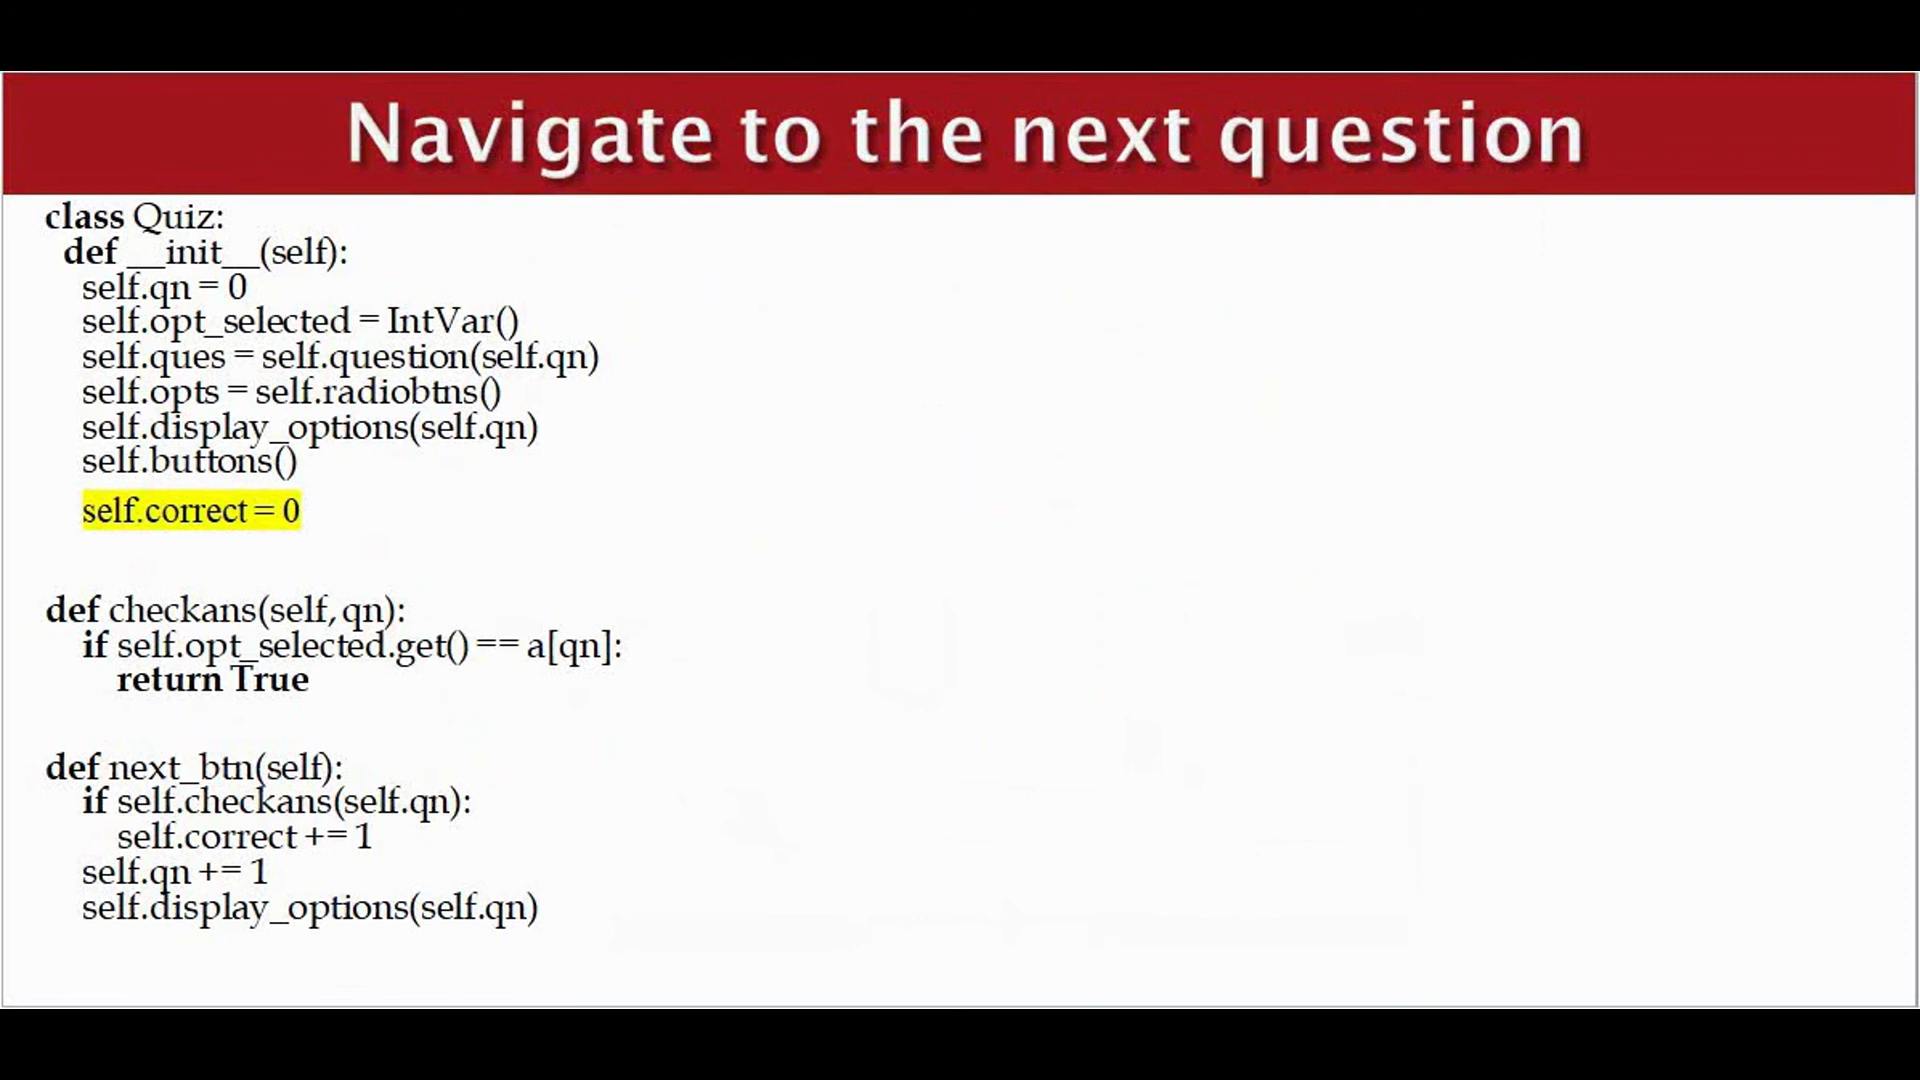 Navigate to the next question
class Quiz:
def __init__(self):
self.qn = 0
self.opt_selected = IntVar()
self.ques = self.question(self.qn)
self.opts = self.radiobtns()
self.display_options(self.qn)
self.buttons()
self.correct = 0
def checkans(self, qn):
if self.opt_selected.get() == a[qn]:
return True
def next_btn(self):
if self.checkans(self.qn):
self.correct += 1
self.qn += 1
self.display_options(self.qn)